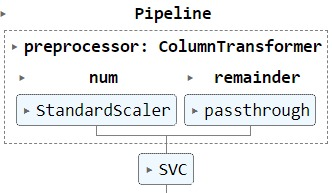 Pipeline
preprocessor: ColumnTransformer
num remainder
StandardScaler passthrough
SVC